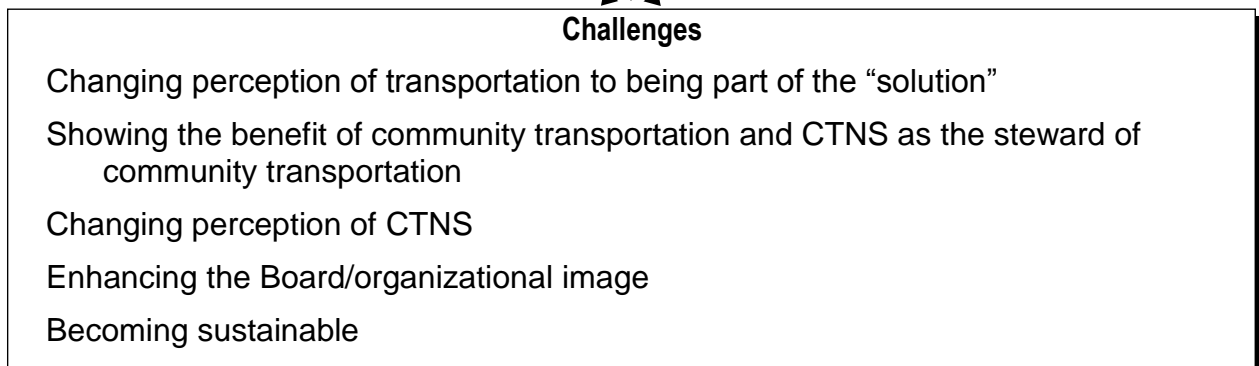 Challenges
Changing perception of transportation to being part of the “solution”
Showing the benefit of community transportation and CTNS as the steward of
community transportation
Changing perception of CTNS
Enhancing the Board/organizational image
Becoming sustainable